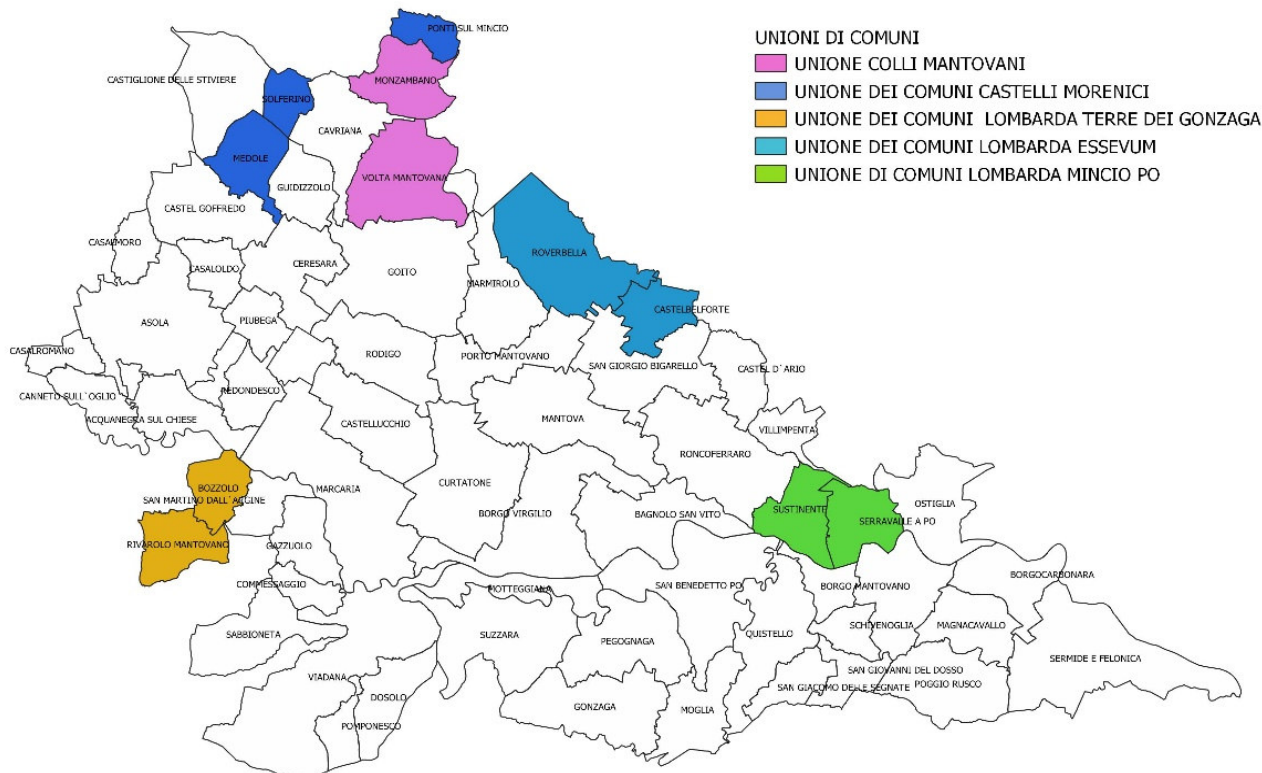 UNIONI DI COMUNI
UNIONE COLLI MANTOVANI
UNIONE DEI COMUNI CASTELLI MORENICI
UNIONE DEI COMUNI LOMBARDA TERRE DEI GONZAGA
UNIONE DEI COMUNI LOMBARDA ESSEVUM
UNIONE DI COMUNI LOMBARDA MINCIO PO
PONTI SUL MINCIO
CASTIGLIONE DELLE STIVIERE
MONZAMBANO
SOLFERINO
CAVRIANA
MEDOLE
VOLTA MANTOVANA
GUIDIZZOLO
CASTEL GOFFREDO
CASALMORO
ROVERBELLA
CERESARA
CASALOLDO
GOITO
MARMIROLO
CASTELBELFORTE
PIUBEGA
ASOLA
CASALROMANO
RODIGO
PORTO MANTOVANO
SAN GIORGIO BIGARELLO
CASTEL D`ARIO
REDONDESCO
CANNETO SULL`OGLIO
ACQUANEGRA SUL CHIESE
MANTOVA
CASTELLUCCHIO
VILLIMPENTA
RONCOFERRARO
CURTATONE
BOZZOLO
MARCARIA
SAN MARTINO DALL`ARGINE
OSTIGLIA
SUSTINENTE
BORGO VIRGILIO
BAGNOLO SAN VITO
SERRAVALLE A PO
RIVAROLO MANTOVANO
GAZZUOLO
BORGOCARBONARA
COMMESSAGGIO
MOTTEGGIANA
SAN BENEDETTO PO
BORGO MANTOVANO
SCHIVENOGLIA
MAGNACAVALLO
SABBIONETA
SUZZARA
PEGOGNAGA
QUISTELLO
SERMIDE E FELONICA
SAN GIOVANNI DEL DOSSO
VIADANA
POGGIO RUSCO
SAN GIACOMO DELLE SEGNATE
DOSOLO
GONZAGA
MOGLIA
POMPONESCO